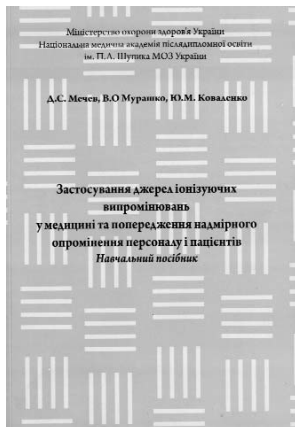 Міністерство охорони здоров'я України
Національна медична академія післядипломної освіти
ім. П.Л. Шупика МОЗ України
Д.С. Мечев, В.О Мурашко, Ю.М. Коваленко
Застосування джерел іонізуючих
випромінювань
у медицині та попередження надмірного
опромінення персоналу і пацієнтів
Навчальний посібник